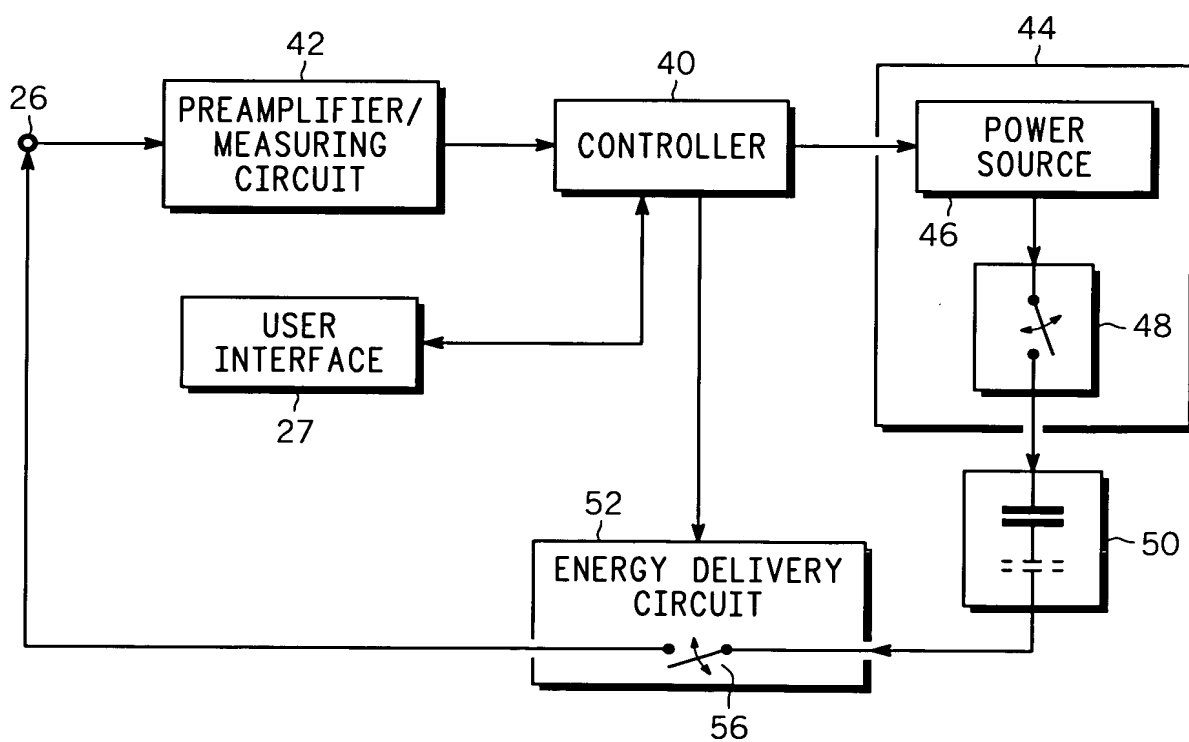 42
44
26
40
PREAMPLIFIER/
MEASURING
CIRCUIT
CONTROLLER
POWER
SOURCE
46
48
USER
INTERFACE
27
52
50
ENERGY DELIVERY
CIRCUIT
56